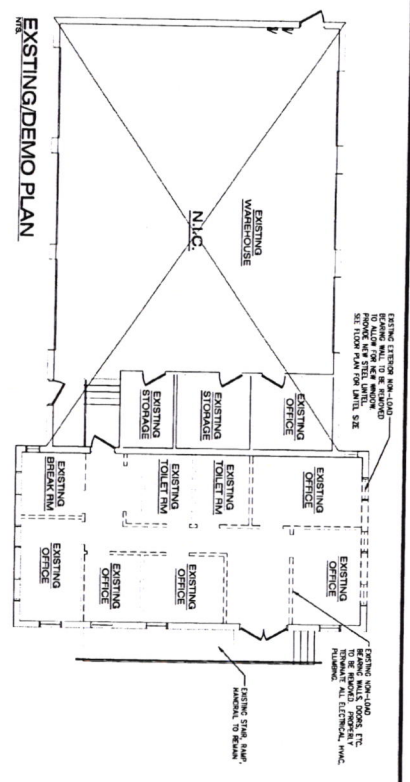 EXISTING EXTERIOR NON-LOAD
BEARING WALL TO BE REMOVED
TO ALLOW FOR NEW WINDOW.
PROVIDE NEW STEEL LINTEL.
SEE FLOOR PLAN FOR LINTEL SIZE
EXISTING NON-LOAD
BEARING WALLS, DOORS, ETC.
TO BE REMOVED. PROPERLY
TERMINATE ALL ELECTRICAL, HVAC,
PLUMBING.
EXISTING
OFFICE
EXISTING
OFFICE
EXISTING
OFFICE
EXISTING
WAREHOUSE
N.I.C.
EXISTING
STORAGE
EXISTING
TOILET RM
EXISTING
OFFICE
EXISTING
STORAGE
EXISTING
TOILET RM
EXISTING
OFFICE
EXISTING
BREAK RM
EXISTING
OFFICE
EXISTING STAIR, RAMP,
HANDRAIL TO REMAIN
EXSTING/DEMO PLAN
NTS.